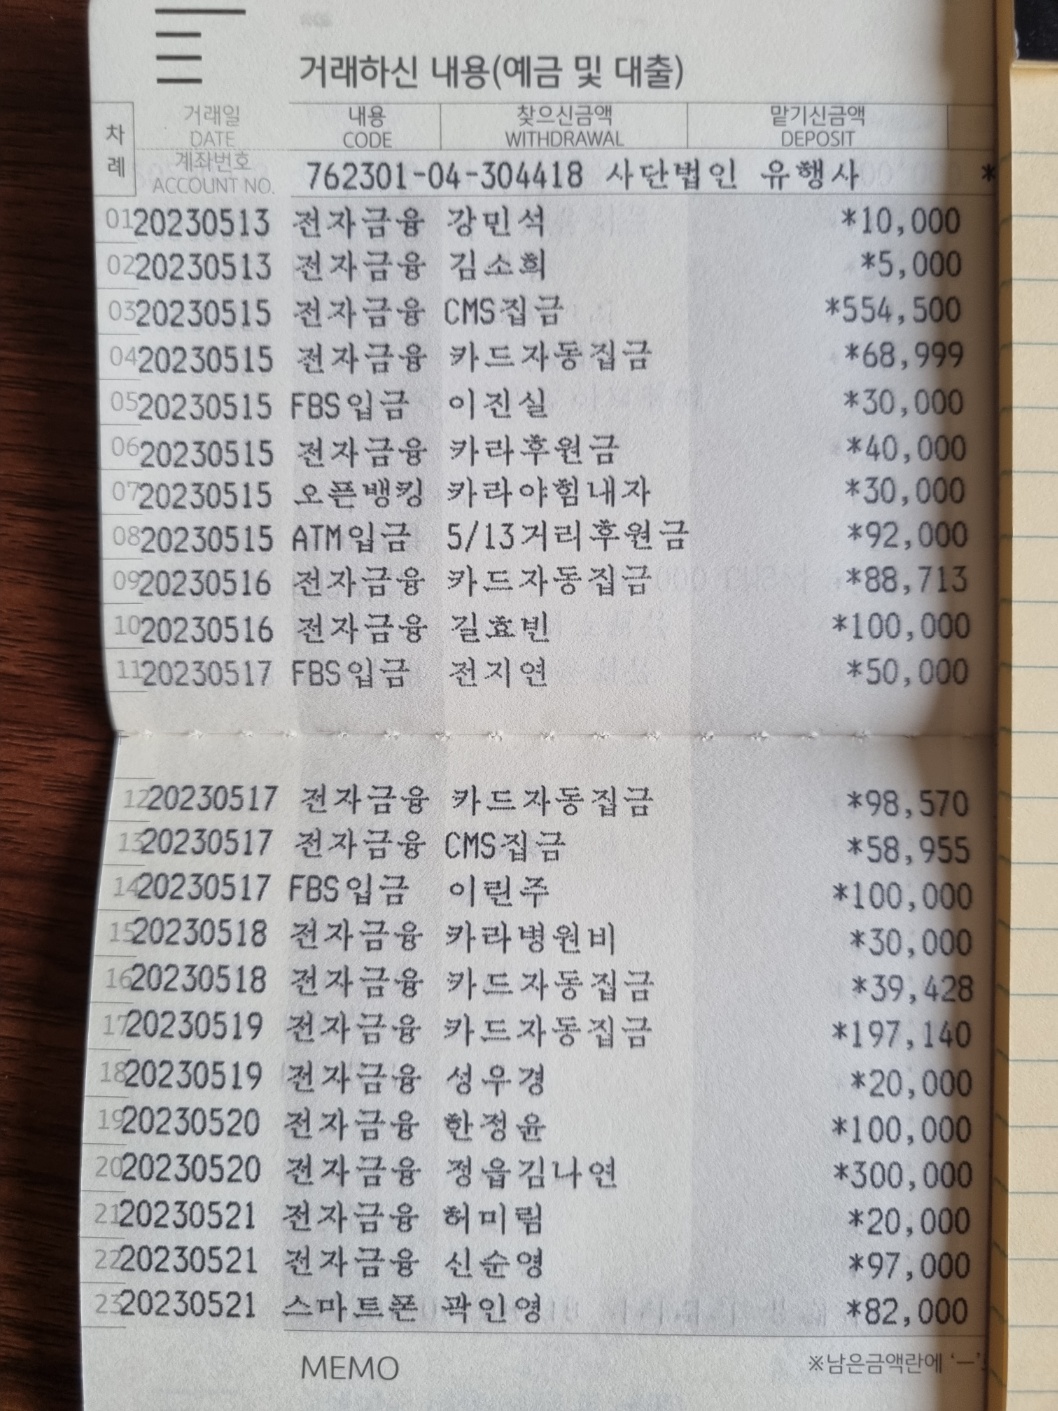 거래하신 내용(예금 및 대출)
차례
거래일 DATE 내용 CODE 찾으신금액 WITHDRAWAL 맡기신금액 DEPOSIT
계좌번호 ACCOUNT NO. 762301-04-304418 사단법인 유행사 *
01 20230513 전자금융 강민석 *10,000
02 20230513 전자금융 김소희 *5,000
03 20230515 전자금융 CMS집금 *554,500
04 20230515 전자금융 카드자동집금 *68,999
05 20230515 FBS입금 이진실 *30,000
06 20230515 전자금융 카라후원금 *40,000
07 20230515 오픈뱅킹 카라야힘내자 *30,000
08 20230515 ATM입금 5/13거리후원금 *92,000
09 20230516 전자금융 카드자동집금 *88,713
10 20230516 전자금융 길효빈 *100,000
11 20230517 FBS입금 전지연 *50,000
12 20230517 전자금융 카드자동집금 *98,570
13 20230517 전자금융 CMS집금 *58,955
14 20230517 FBS입금 이린주 *100,000
15 20230518 전자금융 카라병원비 *30,000
16 20230518 전자금융 카드자동집금 *39,428
17 20230519 전자금융 카드자동집금 *197,140
18 20230519 전자금융 성우경 *20,000
19 20230520 전자금융 한정윤 *100,000
20 20230520 전자금융 정읍김나연 *300,000
21 20230521 전자금융 허미림 *20,000
22 20230521 전자금융 신순영 *97,000
23 20230521 스마트폰 곽인영 *82,000
MEMO ※남은금액란에 '-'